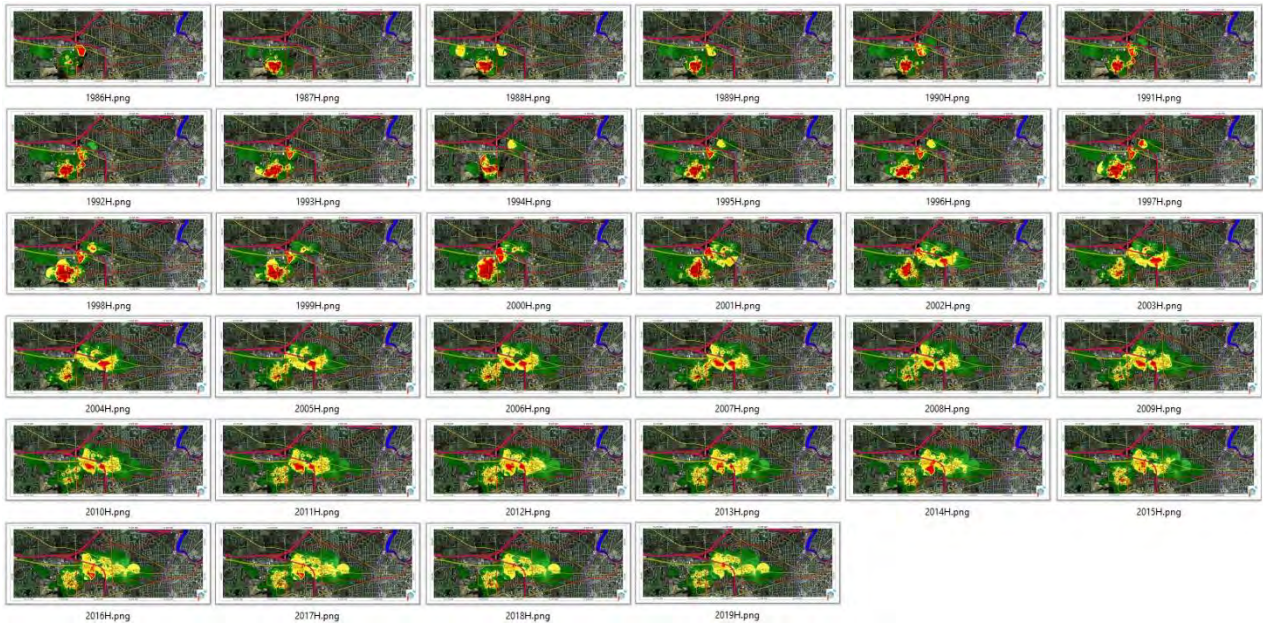 1986H.png 1987H.png 1988H.png 1989H.png 1990H.png 1991H.png
1992H.png 1993H.png 1994H.png 1995H.png 1996H.png 1997H.png
1998H.png 1999H.png 2000H.png 2001H.png 2002H.png 2003H.png
2004H.png 2005H.png 2006H.png 2007H.png 2008H.png 2009H.png
2010H.png 2011H.png 2012H.png 2013H.png 2014H.png 2015H.png
2016H.png 2017H.png 2018H.png 2019H.png